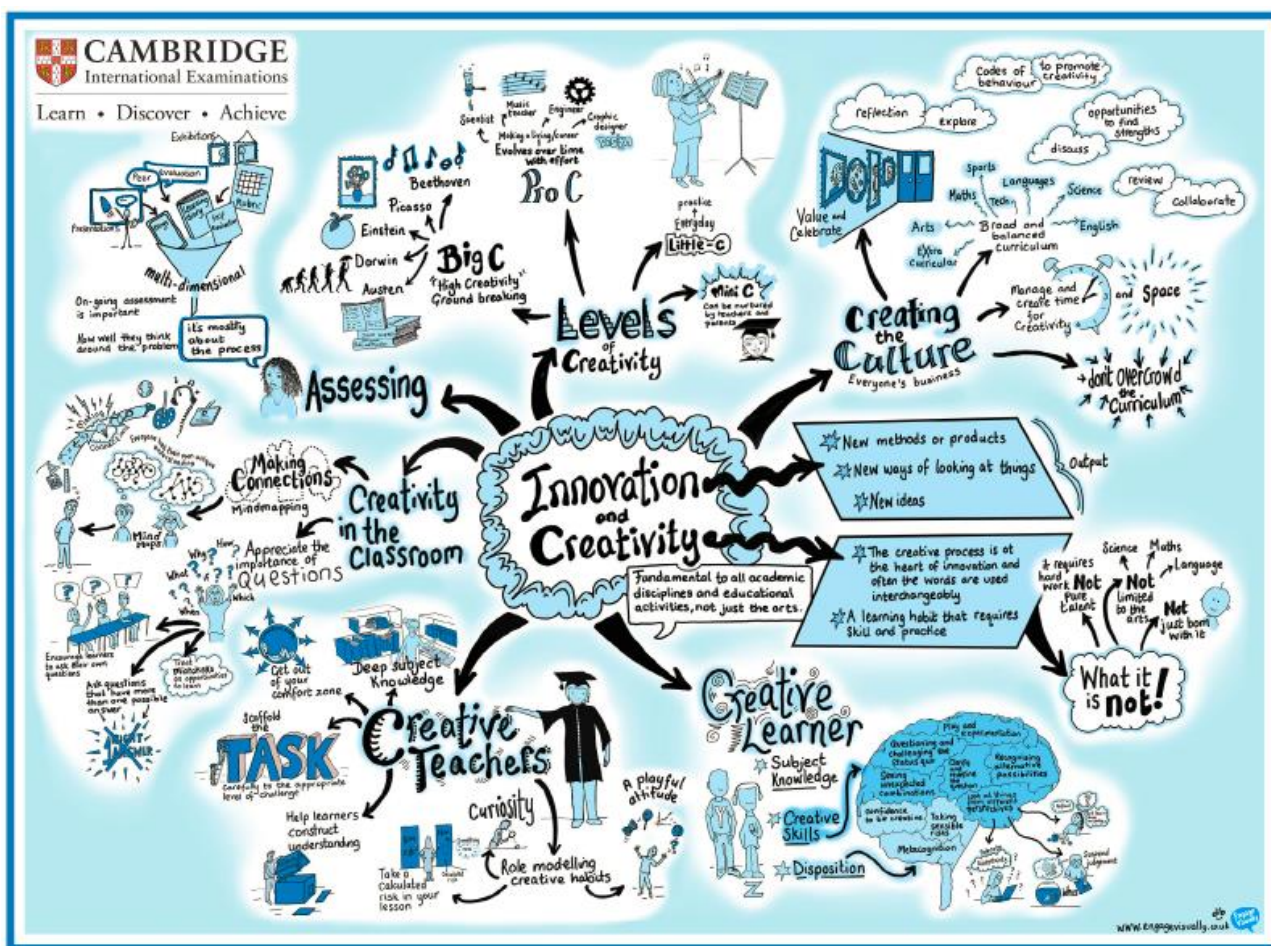 CAMBRIDGE
International Examinations
Learn • Discover • Achieve
Exhibitions
Peer evaluation
Presentations
Rubric
multi-dimensional
On-going assessment
is important
How well they think
around the problem
it's mostly
about
the process
Assessing
Levels
of
Creativity
Big C
"High Creativity"
Ground breaking
Beethoven
Picasso
Einstein
Darwin
Austen
Pro C
Evolves over time
with effort
Making a living/career
Scientist
Music
teacher
Engineer
Graphic
designer
practice
Everyday
Little-C
Mini C
Can be nurtured
by teachers and
parents
Creating
the
Culture
Everyone's business
Value and
Celebrate
reflection
explore
Codes of
behaviour
to promote
creativity
opportunities
to find
strengths
discuss
review
collaborate
Broad and
balanced
curriculum
Arts
Maths
Sports
Tech
Languages
Science
English
Extra
curricular
Manage and
create time
for
Creativity
and
Space
dont OverCrowd
the
Curriculum
Innovation
and
Creativity
Fundamental to all academic
disciplines and educational
activities, not just the arts.
New methods or products
New ways of looking at things
New ideas
Output
The creative process is at
the heart of innovation and
often the words are used
interchangeably
A learning habit that requires
skill and practice
What it
is not!
it requires
hard
work
Not
pure
talent
Not
limited
to the
arts
Science
Maths
Language
Not
just born
with it
Creativity
in the
Classroom
Making
Connections
Mindmapping
Mind
Maps
Appreciate the
importance of
Questions
Why?
How?
What?
When
Which
Encourage learners
to ask their own
questions
Treat
mistakes
as opportunities
to learn
Ask questions
that have more
than one possible
answer
RIGHT
ANSWER
Creative
Teachers
Get out
of your
comfort zone
Deep subject
Knowledge
Scaffold
the
TASK
carefully to the appropriate
level of challenge
Help learners
construct
understanding
Take a
calculated
risk in your
lesson
Curiosity
Role modelling
creative habits
A playful
attitude
Creative
Learner
Subject
Knowledge
Creative
Skills
Disposition
Play and
experimentation
Questioning and
challenging the
status quo
Recognising
alternative
possibilities
Seeing
unexpected
combinations
Look at things
from different
perspectives
confidence
to be creative
Taking
sensible
risks
Metacognition
Suspend
judgement
www.engagevisually.co.uk
Engage
Visually